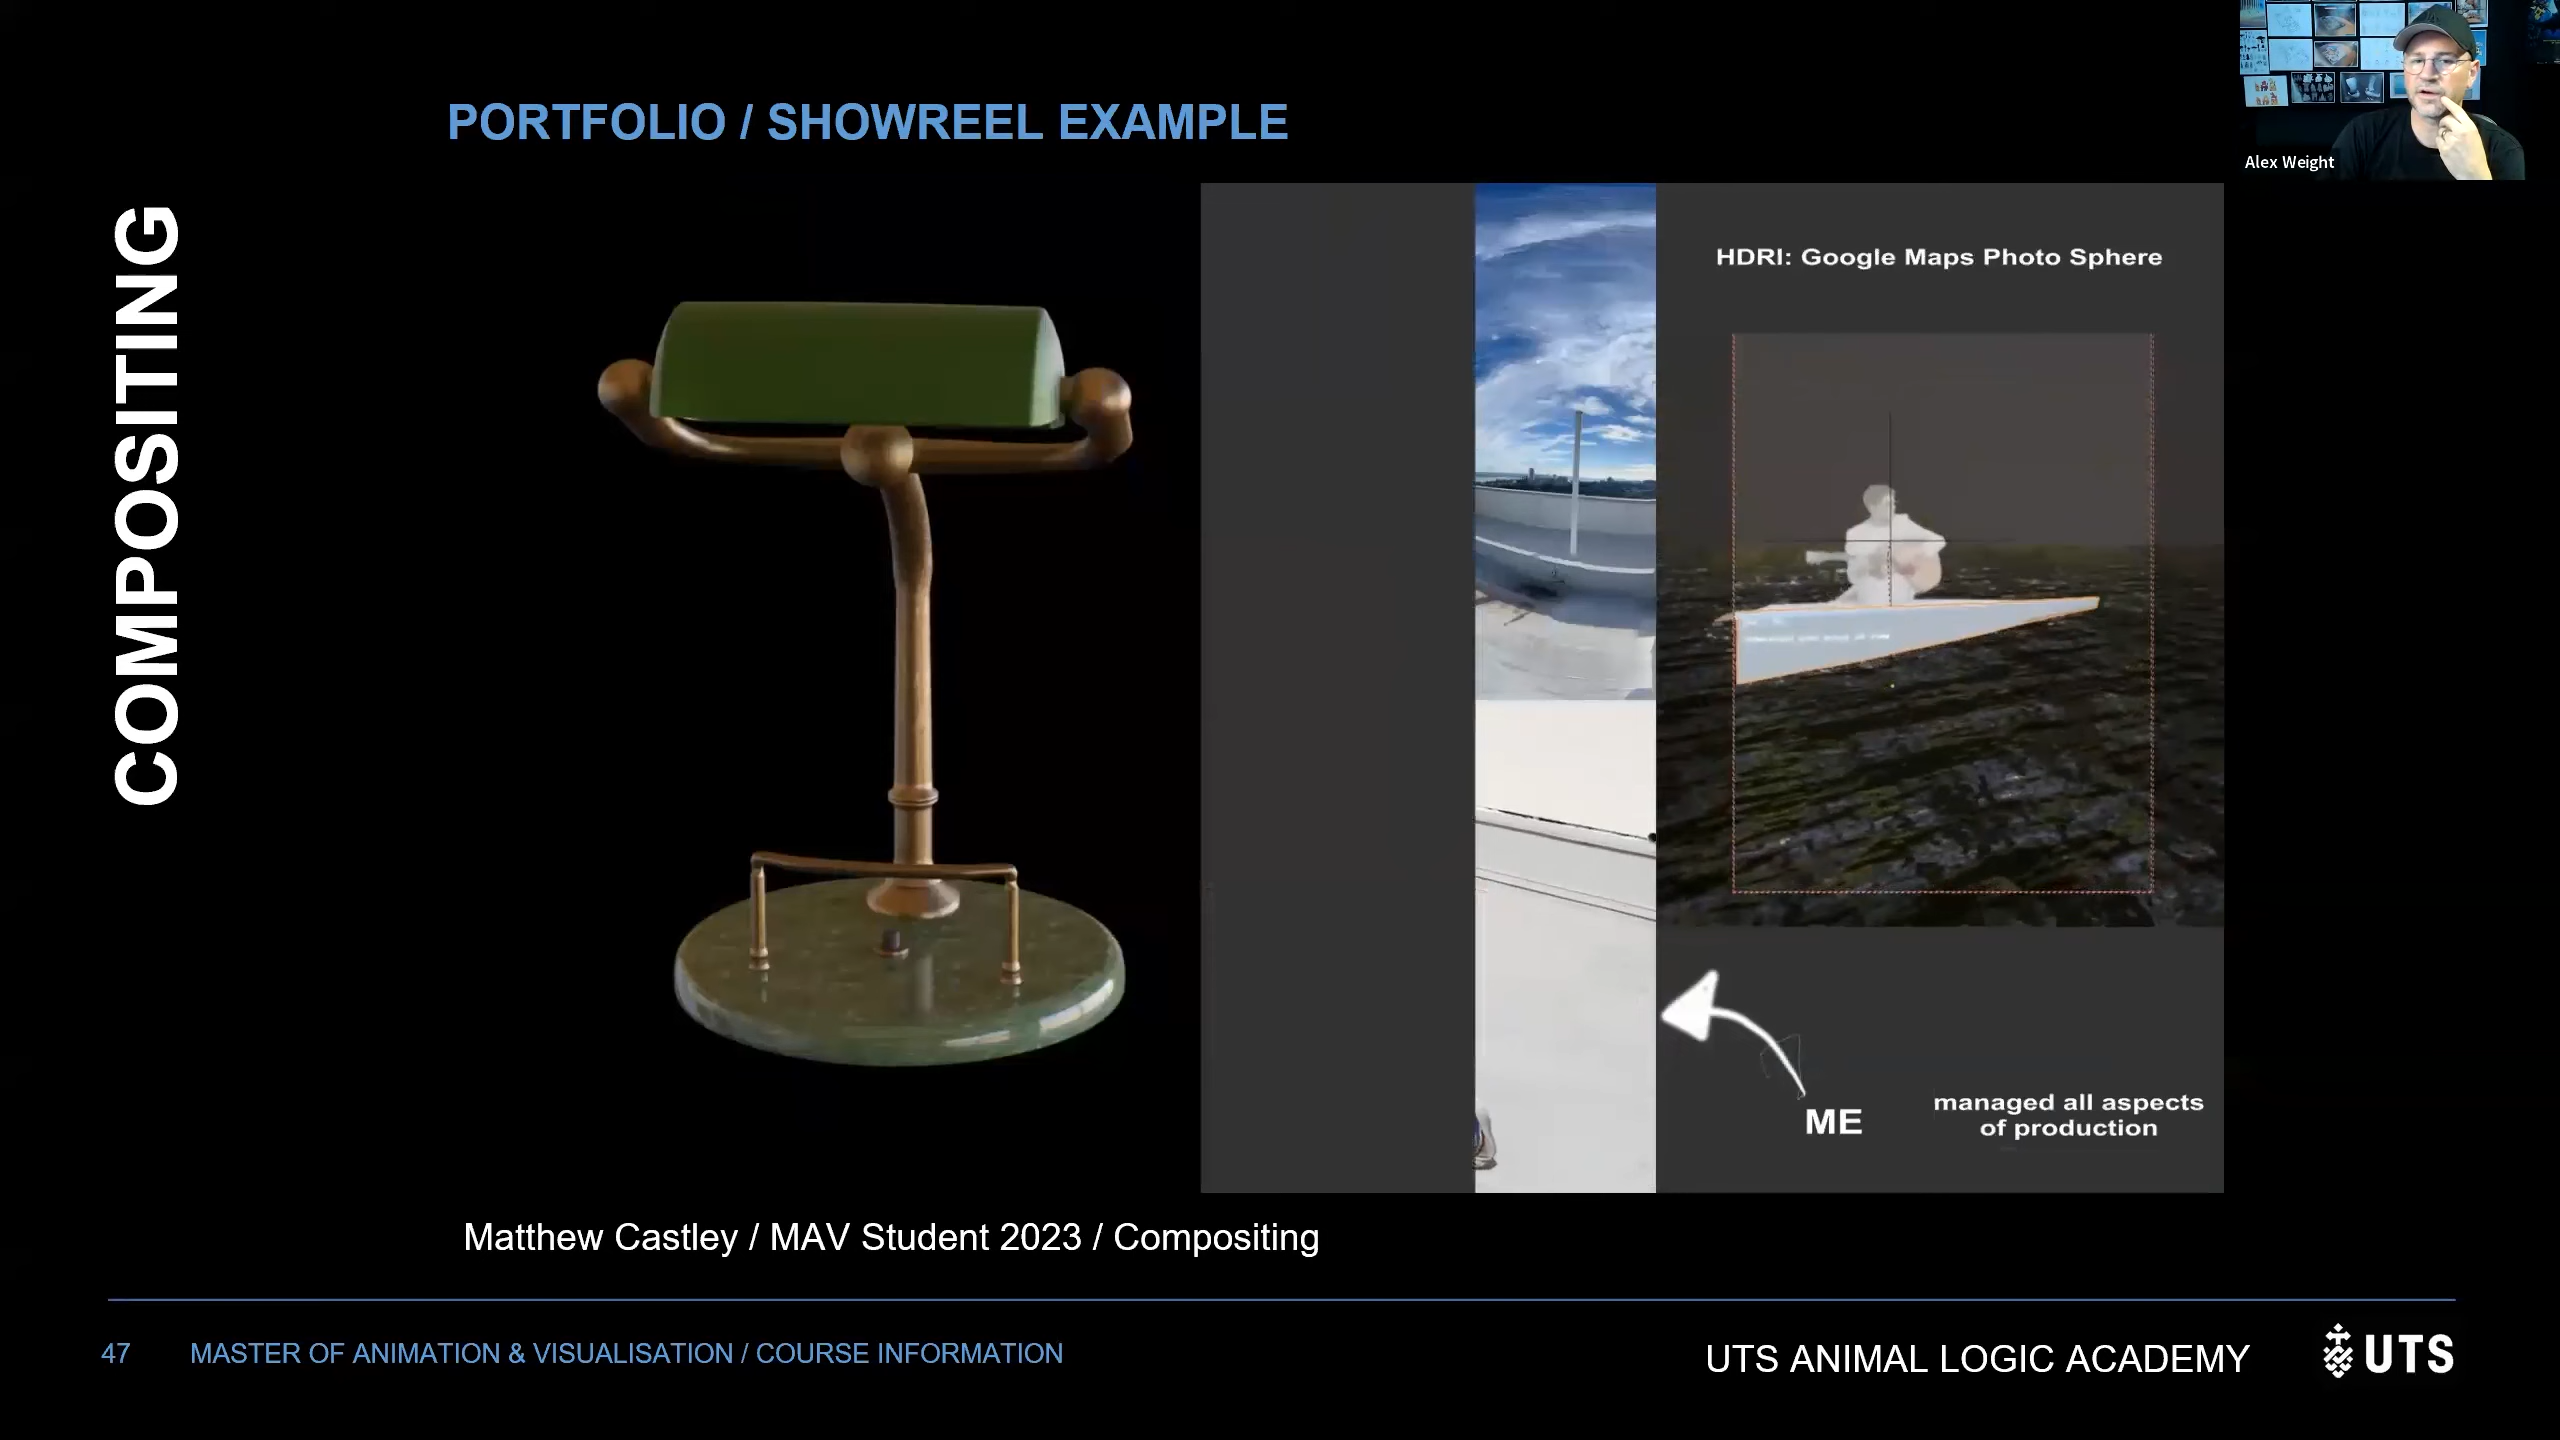 PORTFOLIO / SHOWREEL EXAMPLE
Alex Weight
COMPOSITING
HDRI: Google Maps Photo Sphere
ME
managed all aspects
of production
Matthew Castley / MAV Student 2023 / Compositing
47 MASTER OF ANIMATION & VISUALISATION / COURSE INFORMATION
UTS ANIMAL LOGIC ACADEMY
UTS